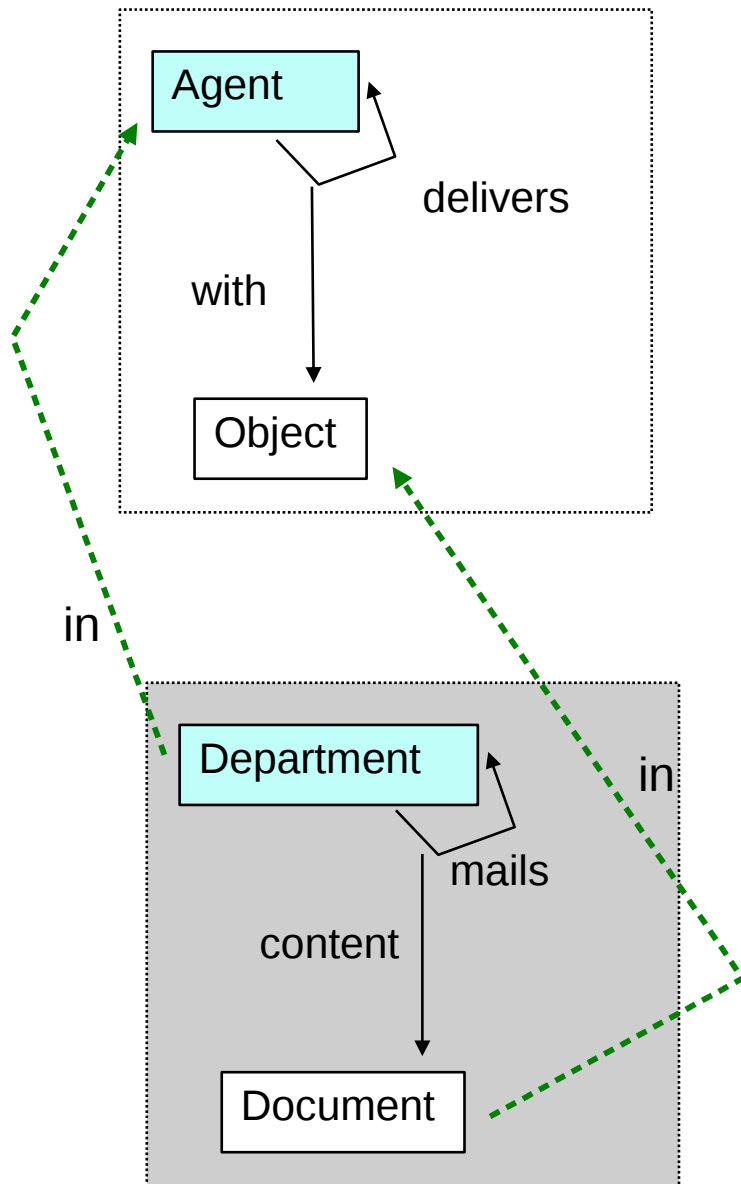 Agent
delivers
with
Object
in
Department
in
mails
content
Document